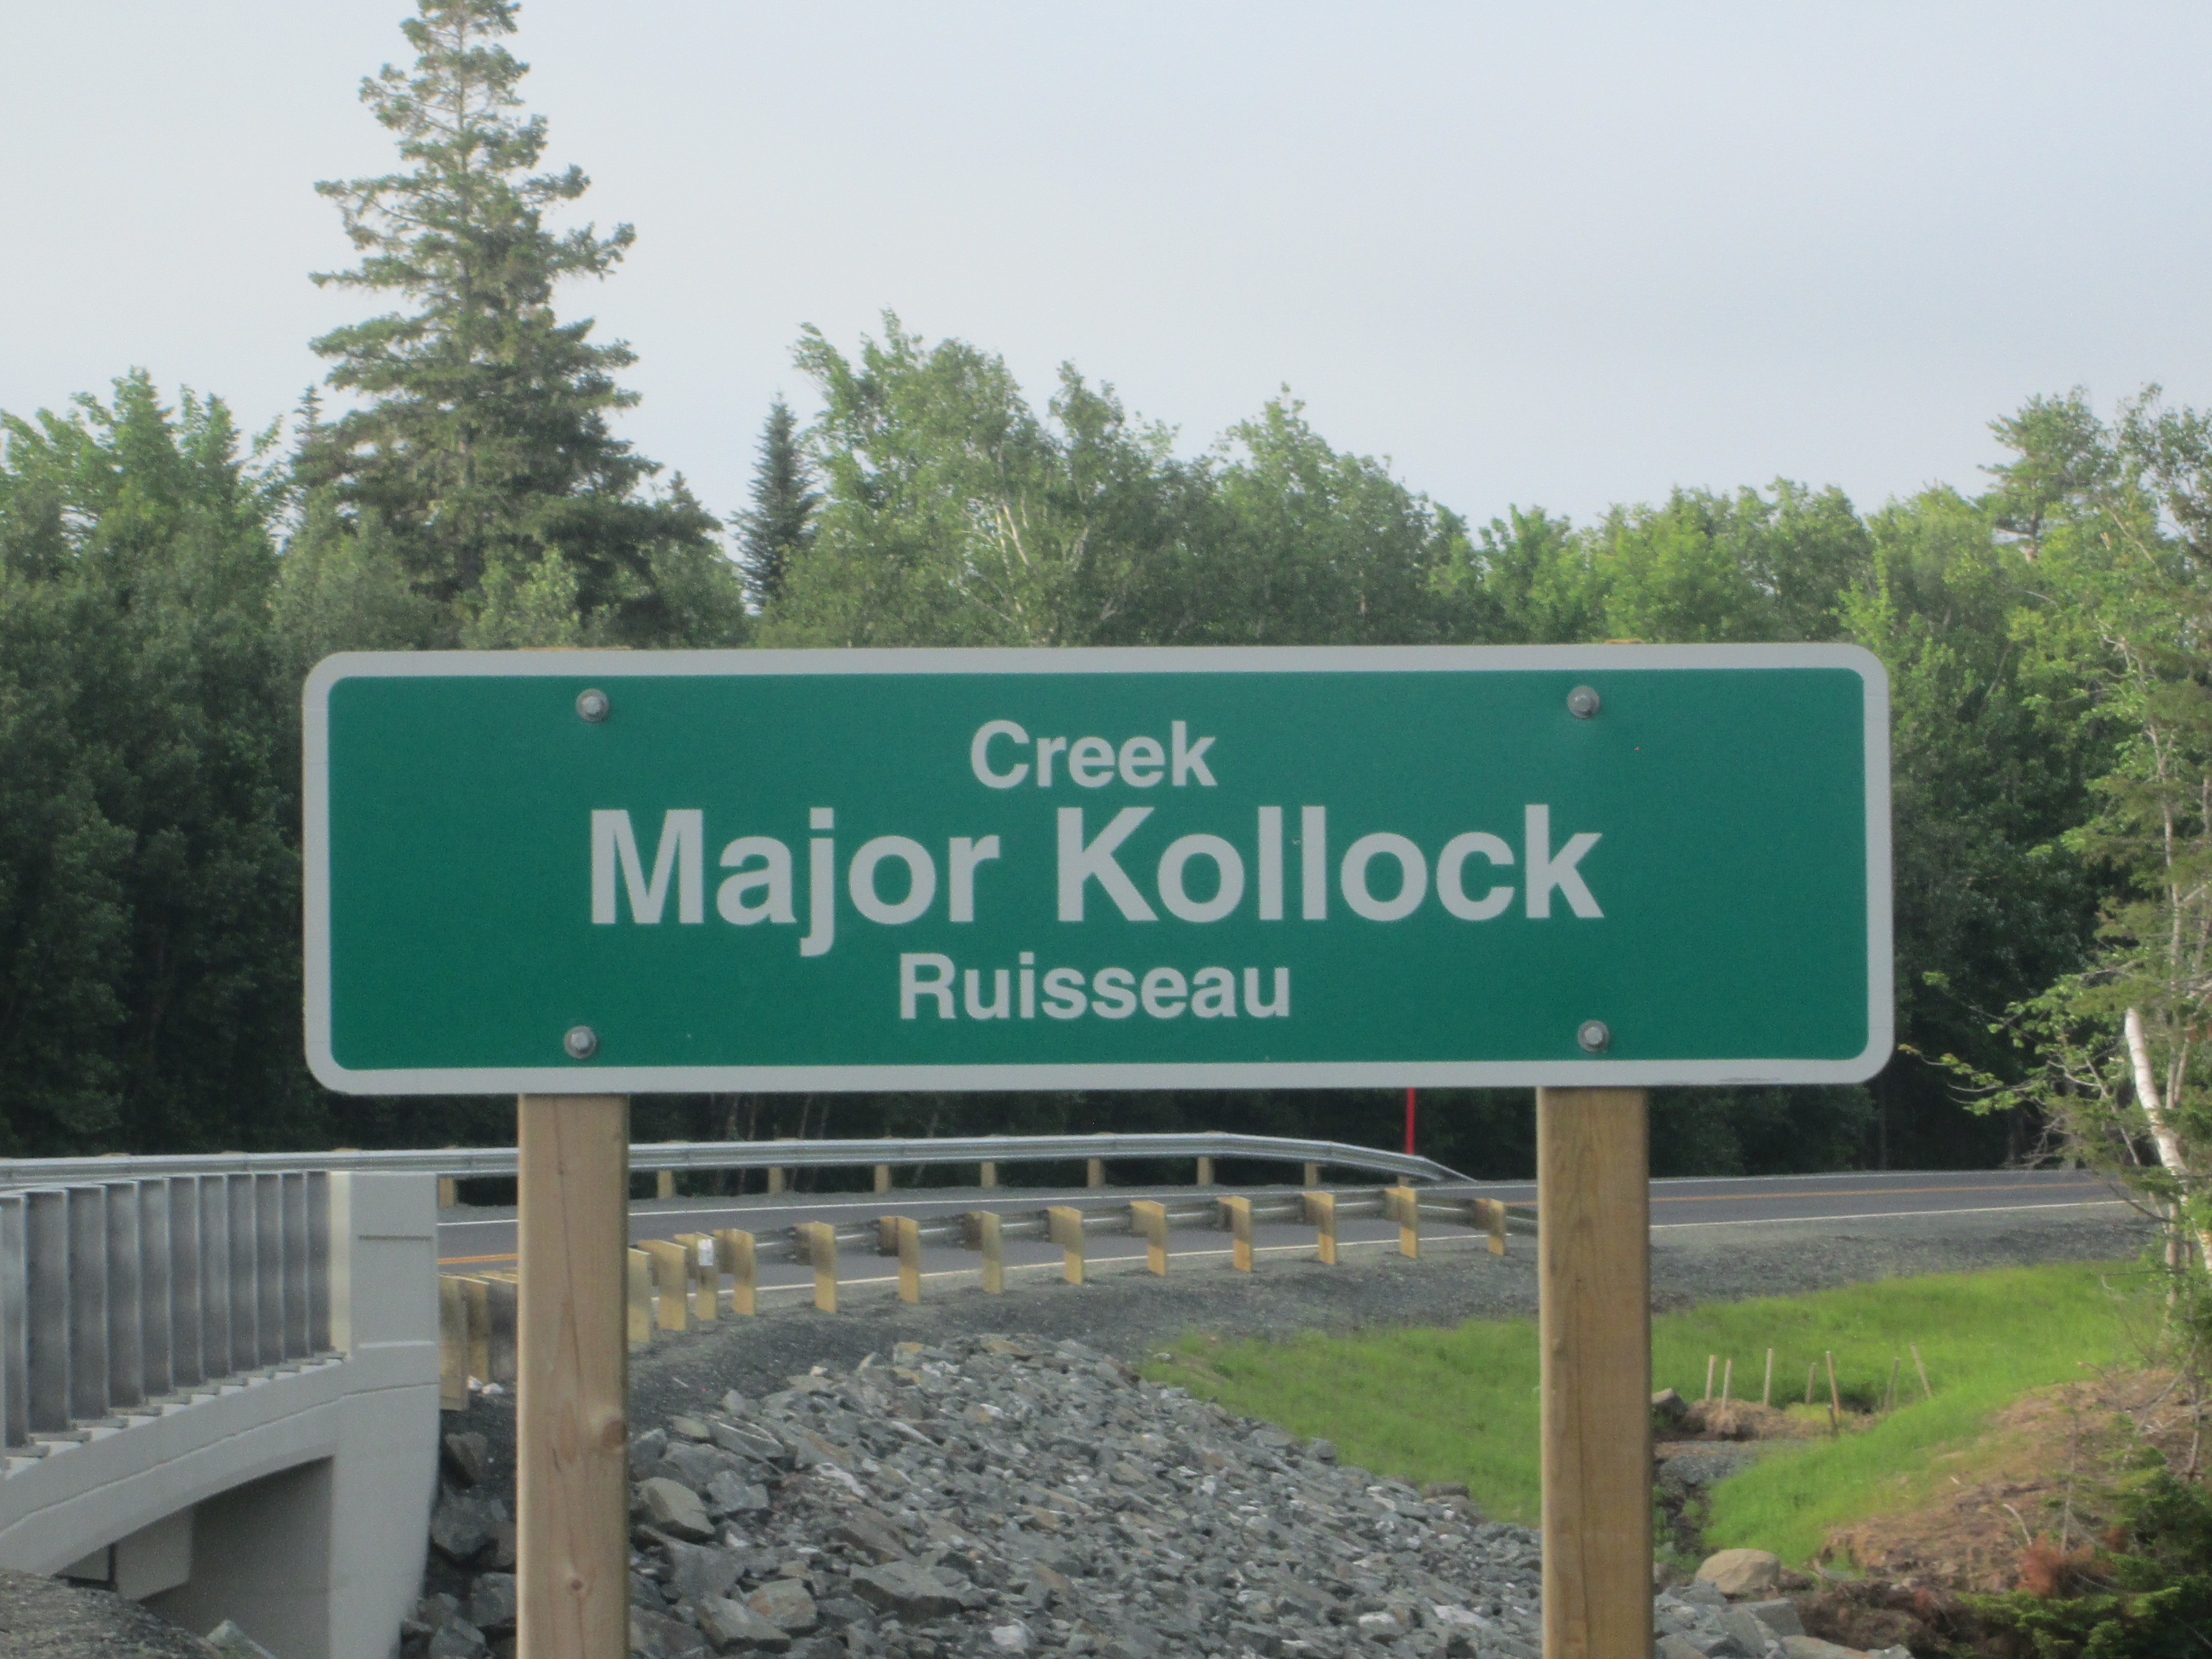 Creek
Major Kollock
Ruisseau